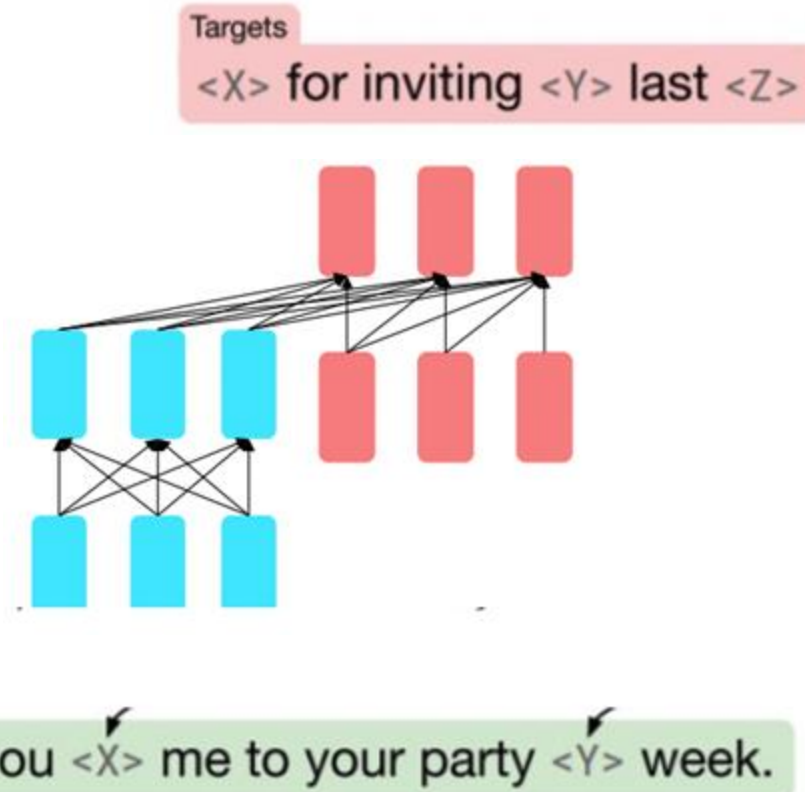 Targets
<X> for inviting <Y> last <Z>
ou <X> me to your party <Y> week.